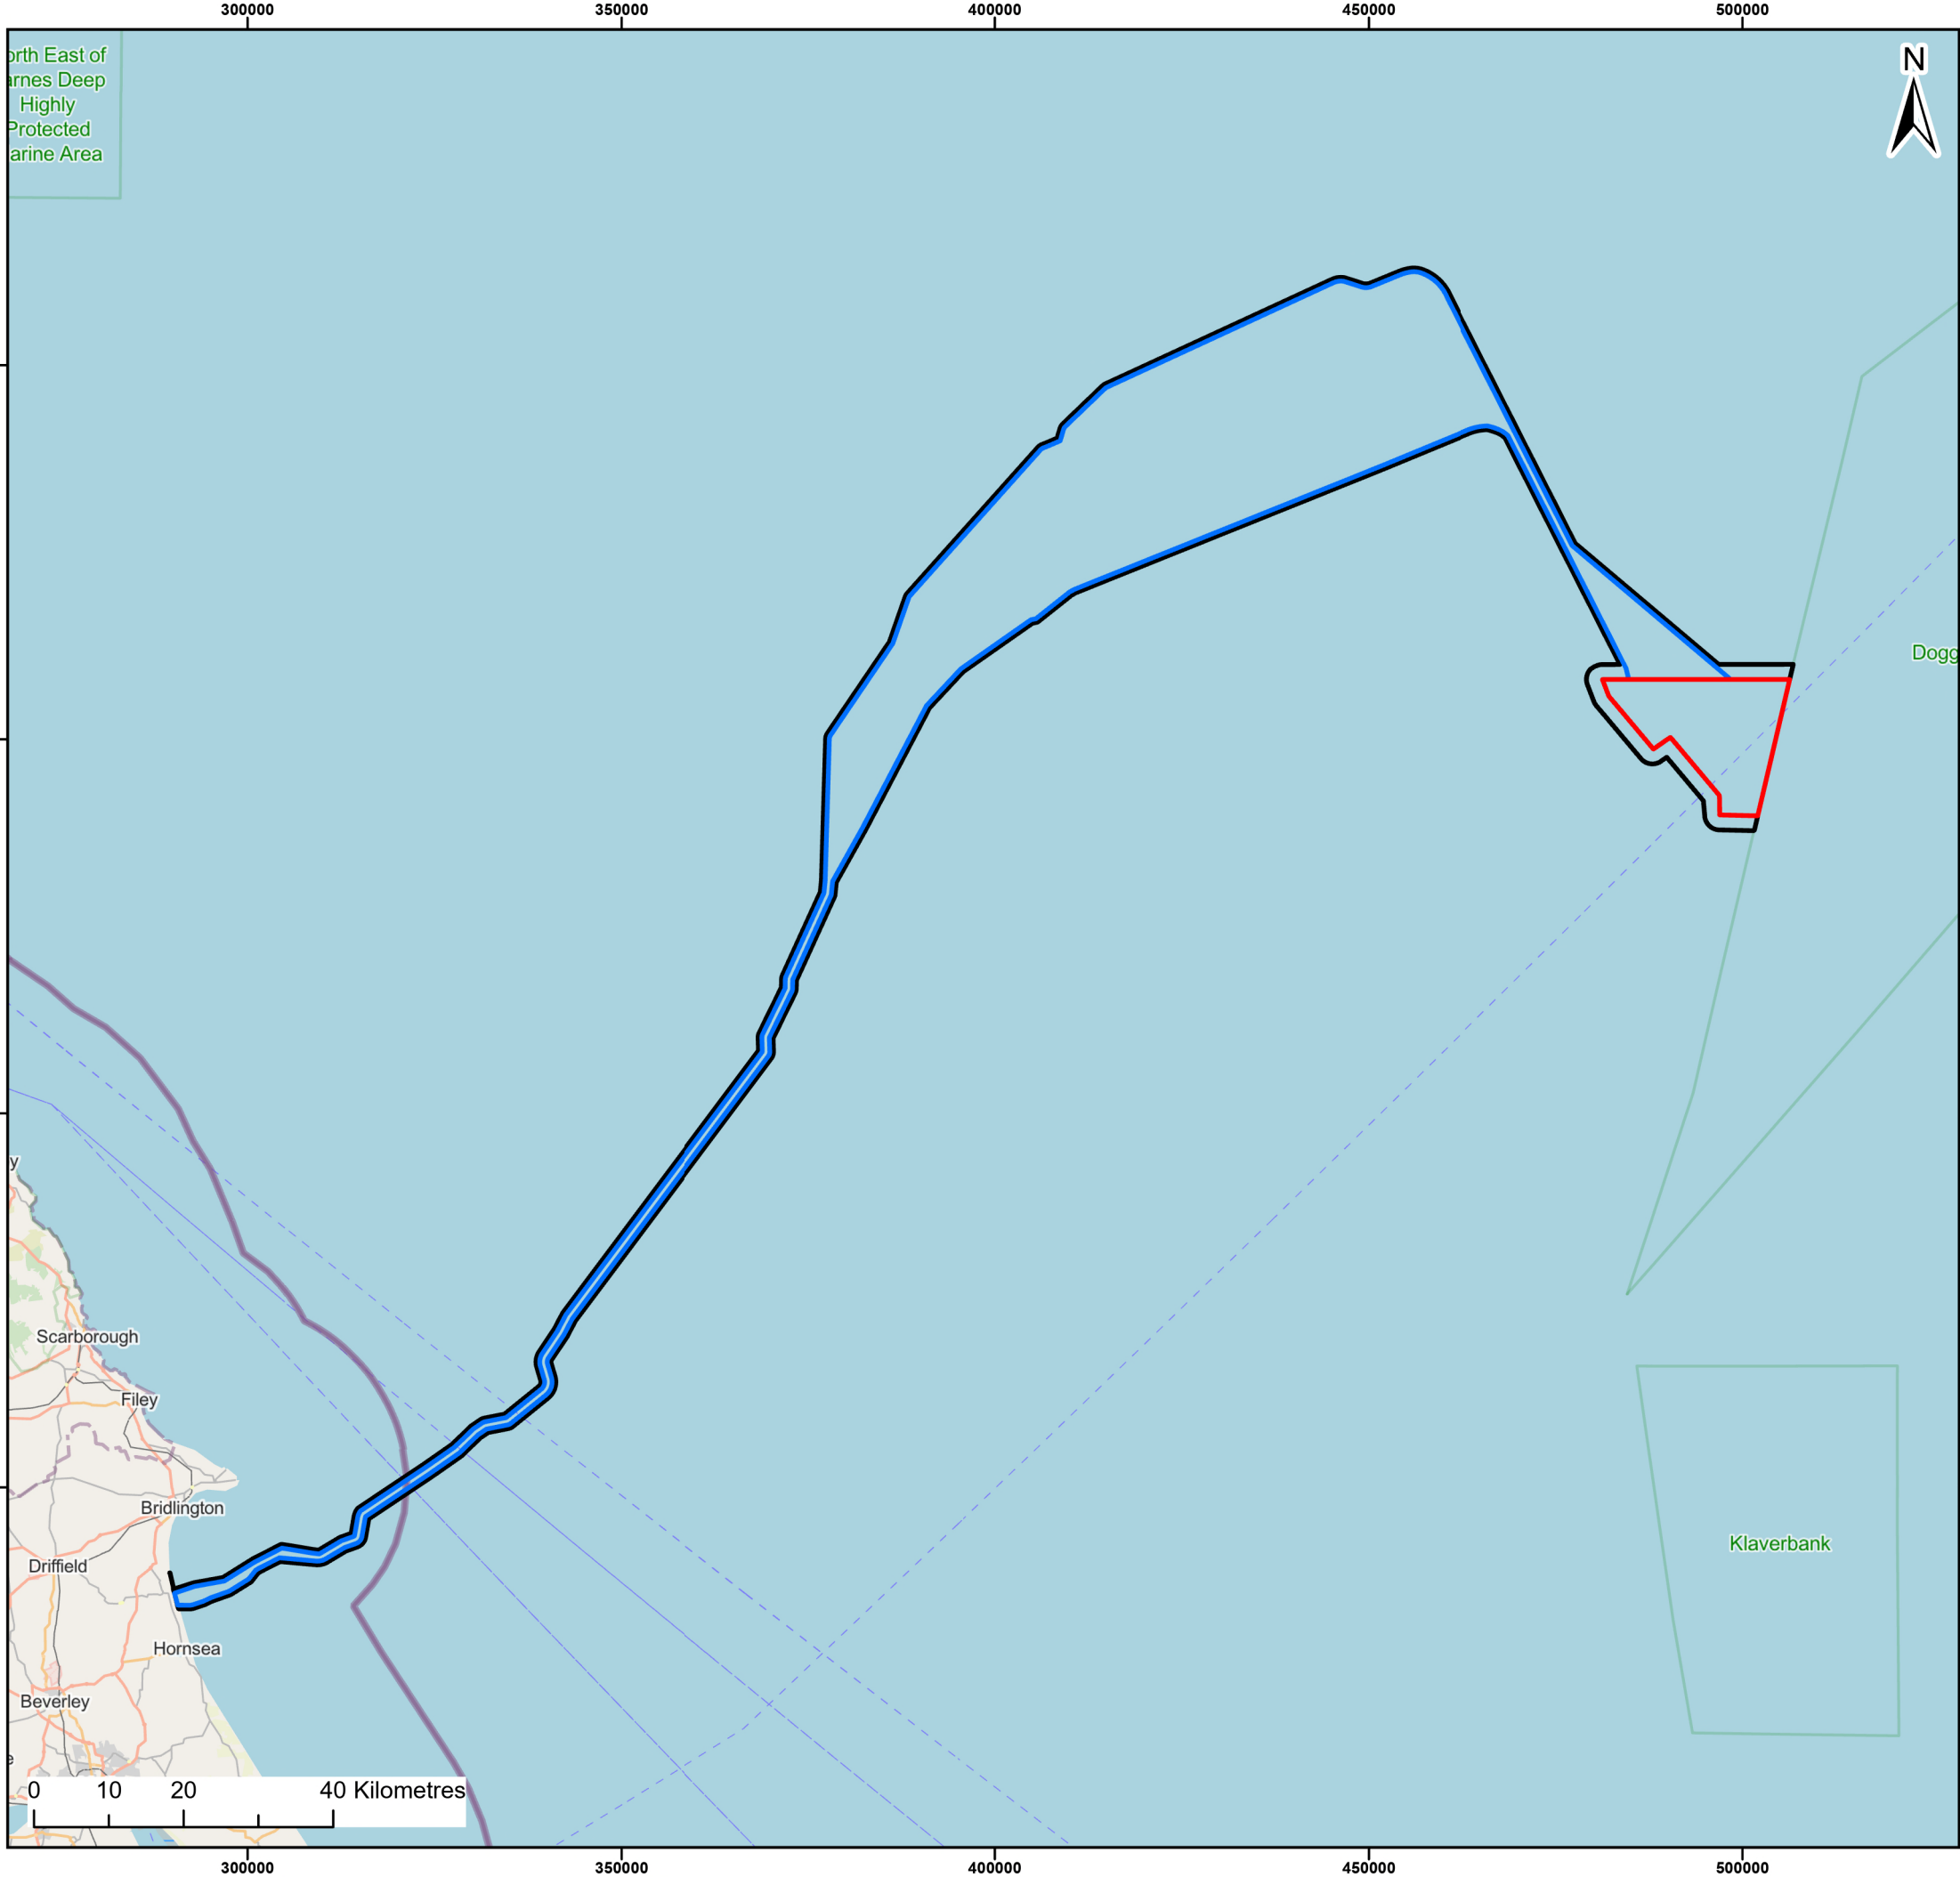 300000 350000 400000 450000 500000
orth East of
arnes Deep
Highly
Protected
arine Area
N
Dogg
y
Scarborough
Filey
Bridlington
Driffield
Hornsea
Klaverbank
Beverley
e
0 10 20 40 Kilometres
300000 350000 400000 450000 500000